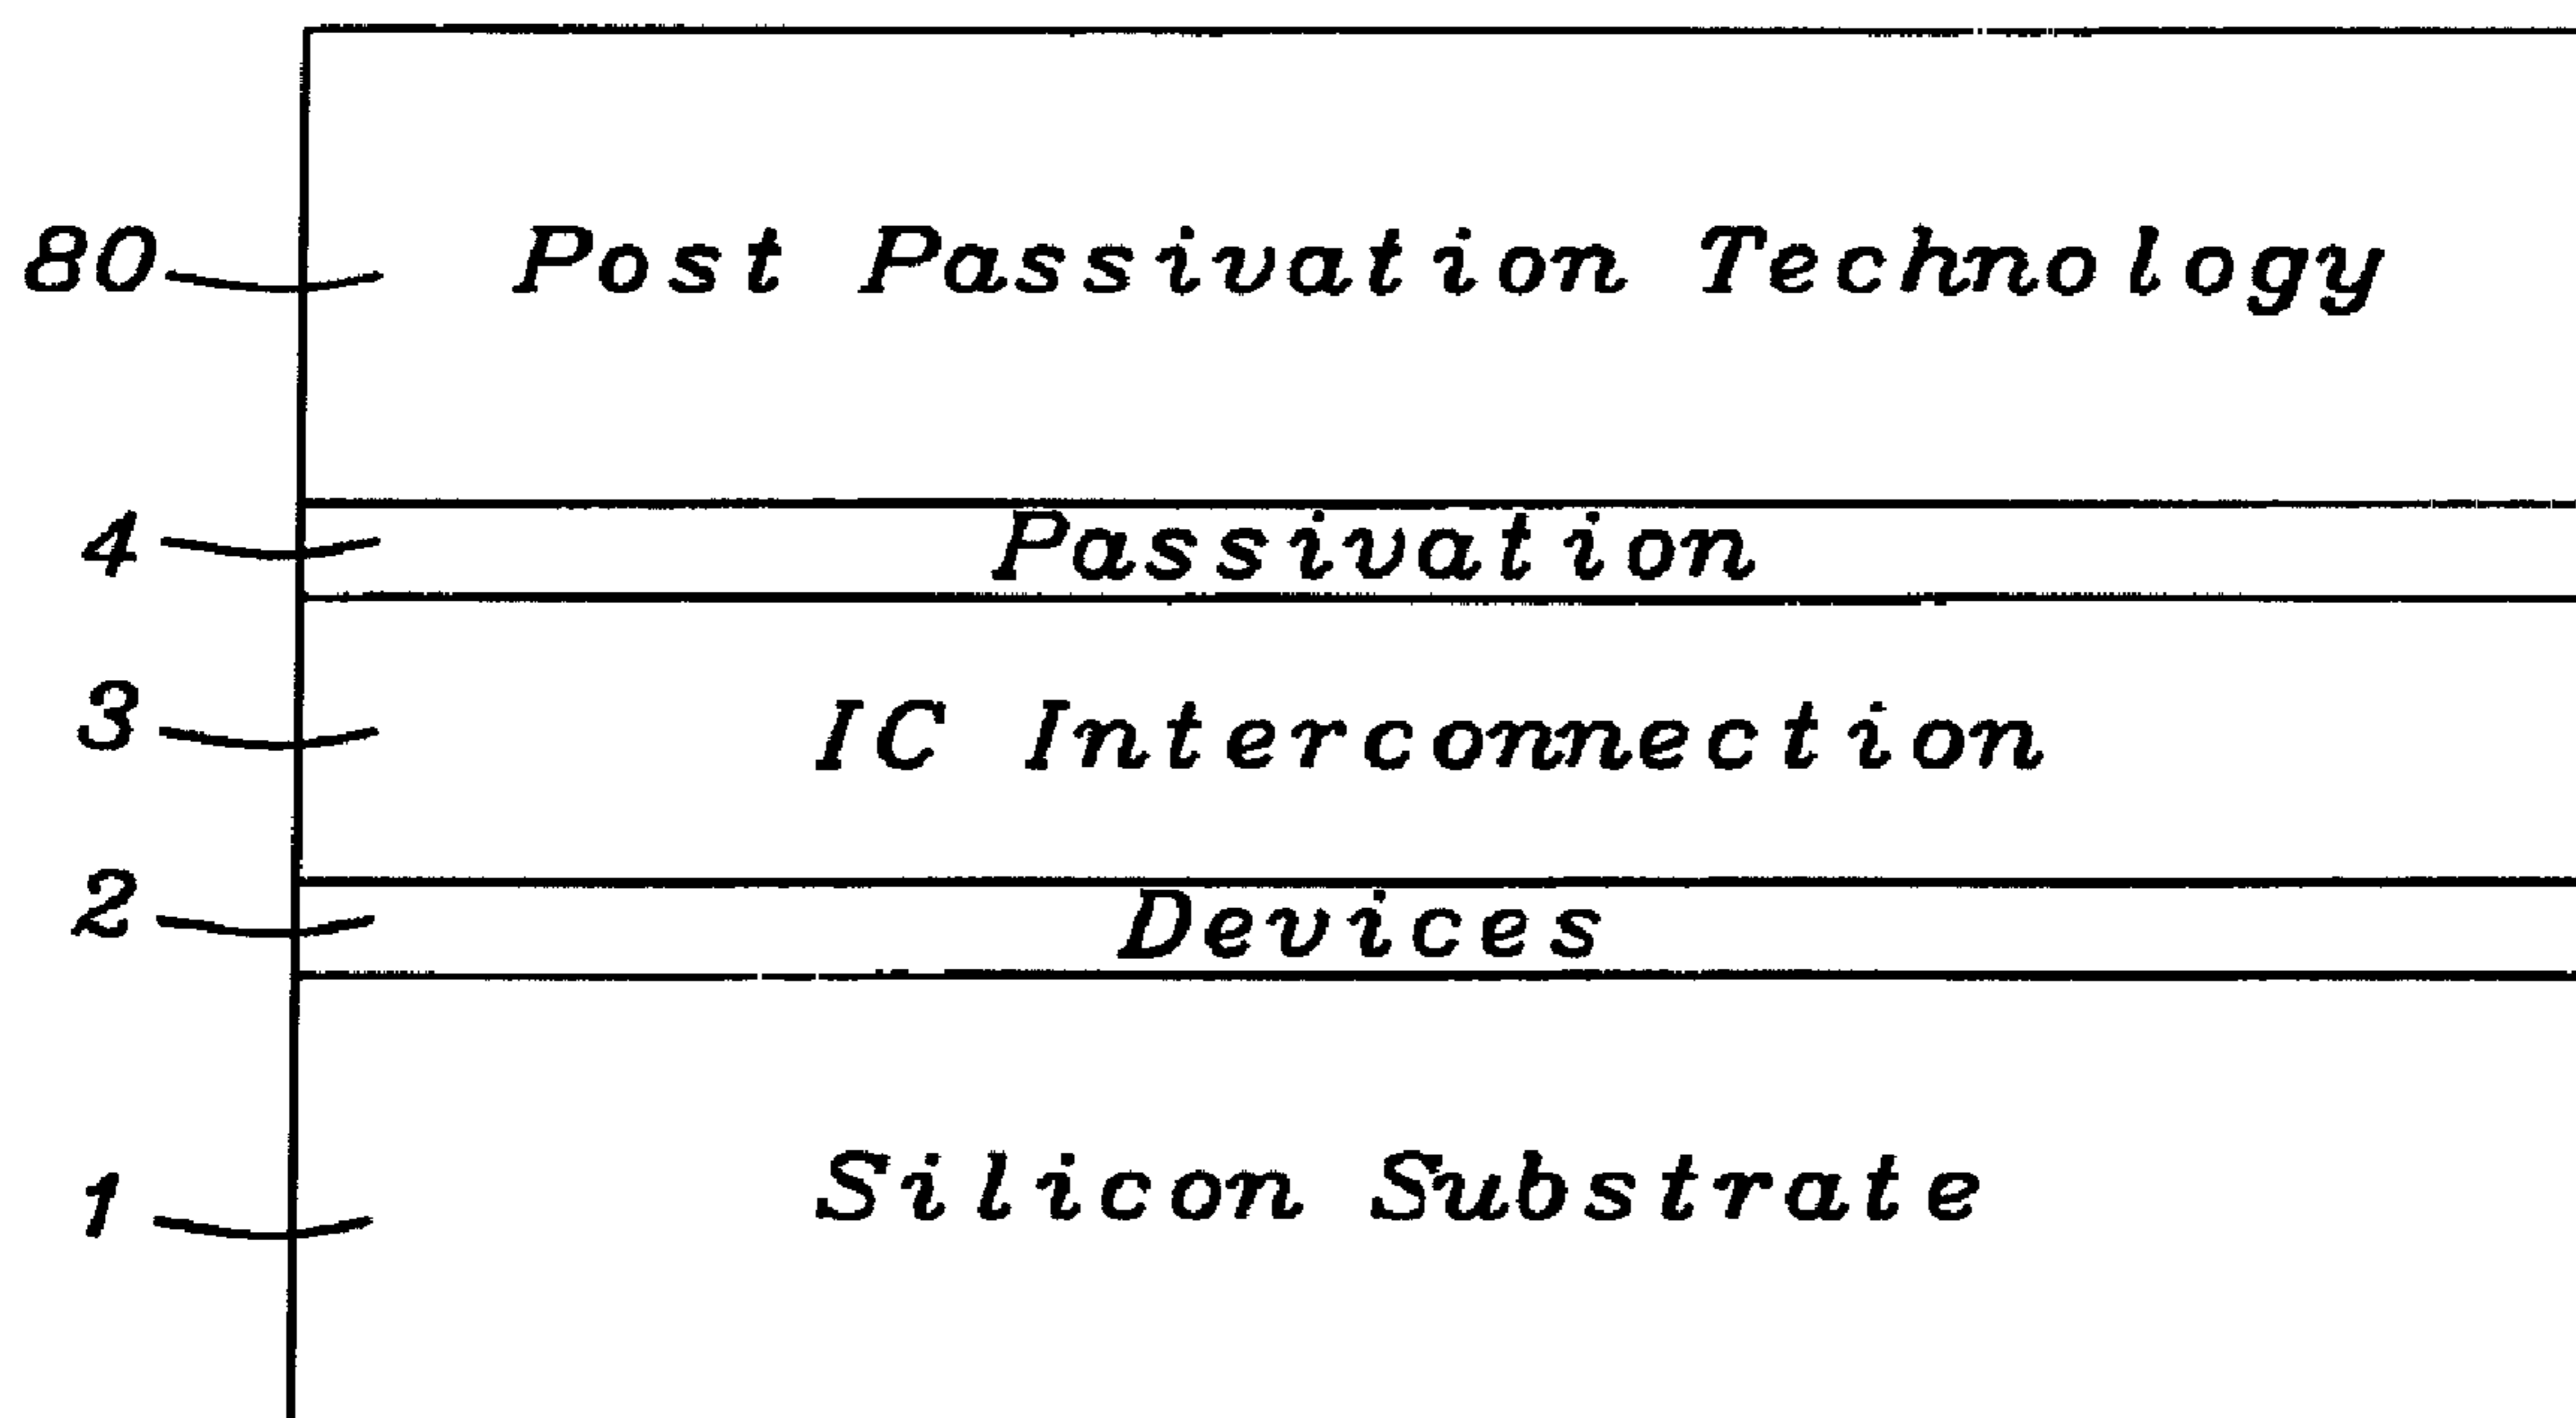 80 Post Passivation Technology
4 Passivation
3 IC Interconnection
2 Devices
1 Silicon Substrate